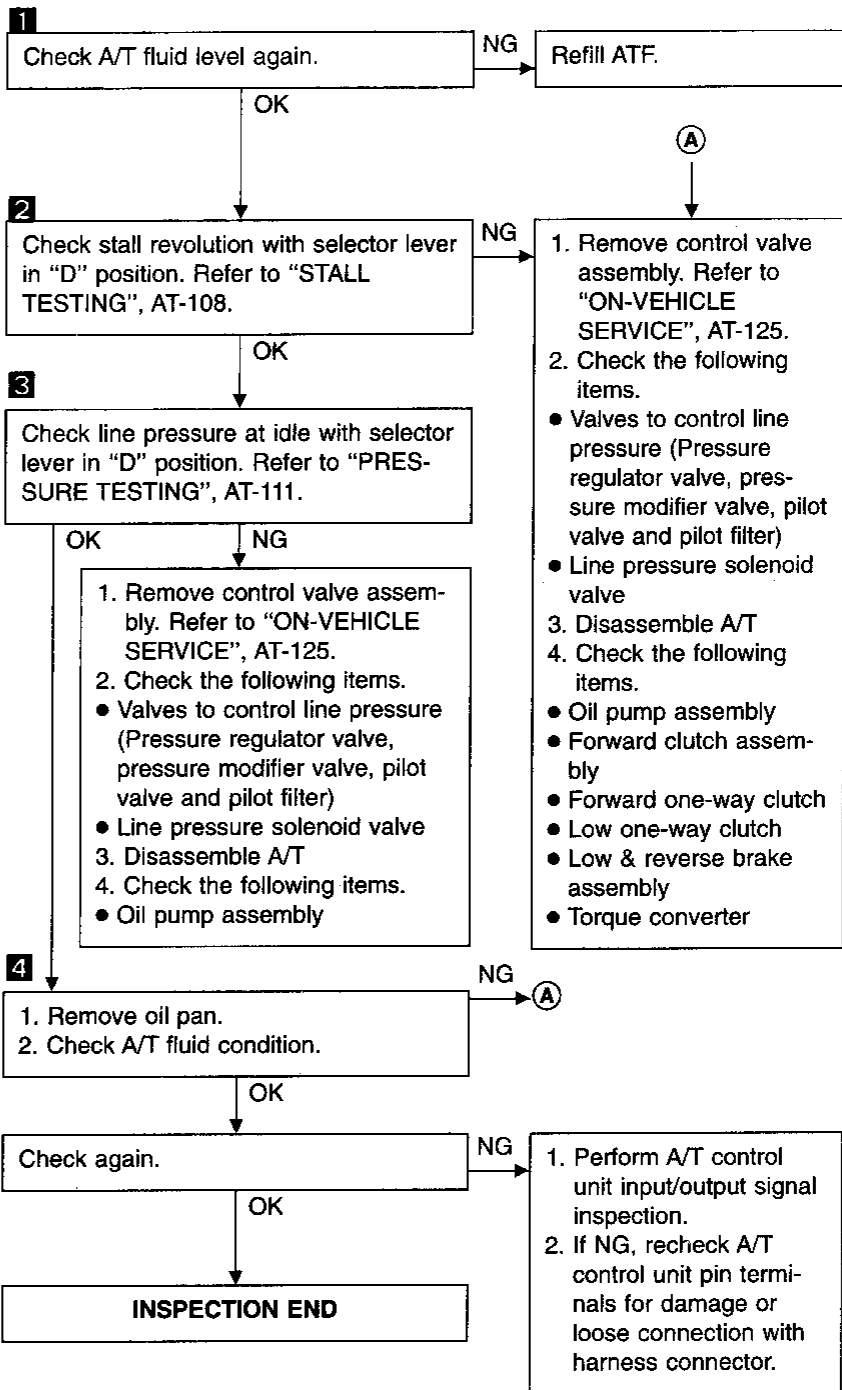 1
Check A/T fluid level again.
NG
Refill ATF.
OK
A
2
Check stall revolution with selector lever
in “D” position. Refer to “STALL
TESTING”, AT-108.
NG
1. Remove control valve
assembly. Refer to
“ON-VEHICLE
SERVICE”, AT-125.
2. Check the following
items.
● Valves to control line
pressure (Pressure
regulator valve, pres-
sure modifier valve, pilot
valve and pilot filter)
● Line pressure solenoid
valve
3. Disassemble A/T
4. Check the following
items.
● Oil pump assembly
● Forward clutch assem-
bly
● Forward one-way clutch
● Low one-way clutch
● Low & reverse brake
assembly
● Torque converter
OK
3
Check line pressure at idle with selector
lever in “D” position. Refer to “PRES-
SURE TESTING”, AT-111.
OK
NG
1. Remove control valve assem-
bly. Refer to “ON-VEHICLE
SERVICE”, AT-125.
2. Check the following items.
● Valves to control line pressure
(Pressure regulator valve,
pressure modifier valve, pilot
valve and pilot filter)
● Line pressure solenoid valve
3. Disassemble A/T
4. Check the following items.
● Oil pump assembly
4
1. Remove oil pan.
2. Check A/T fluid condition.
NG
A
OK
Check again.
NG
1. Perform A/T control
unit input/output signal
inspection.
2. If NG, recheck A/T
control unit pin termi-
nals for damage or
loose connection with
harness connector.
OK
INSPECTION END